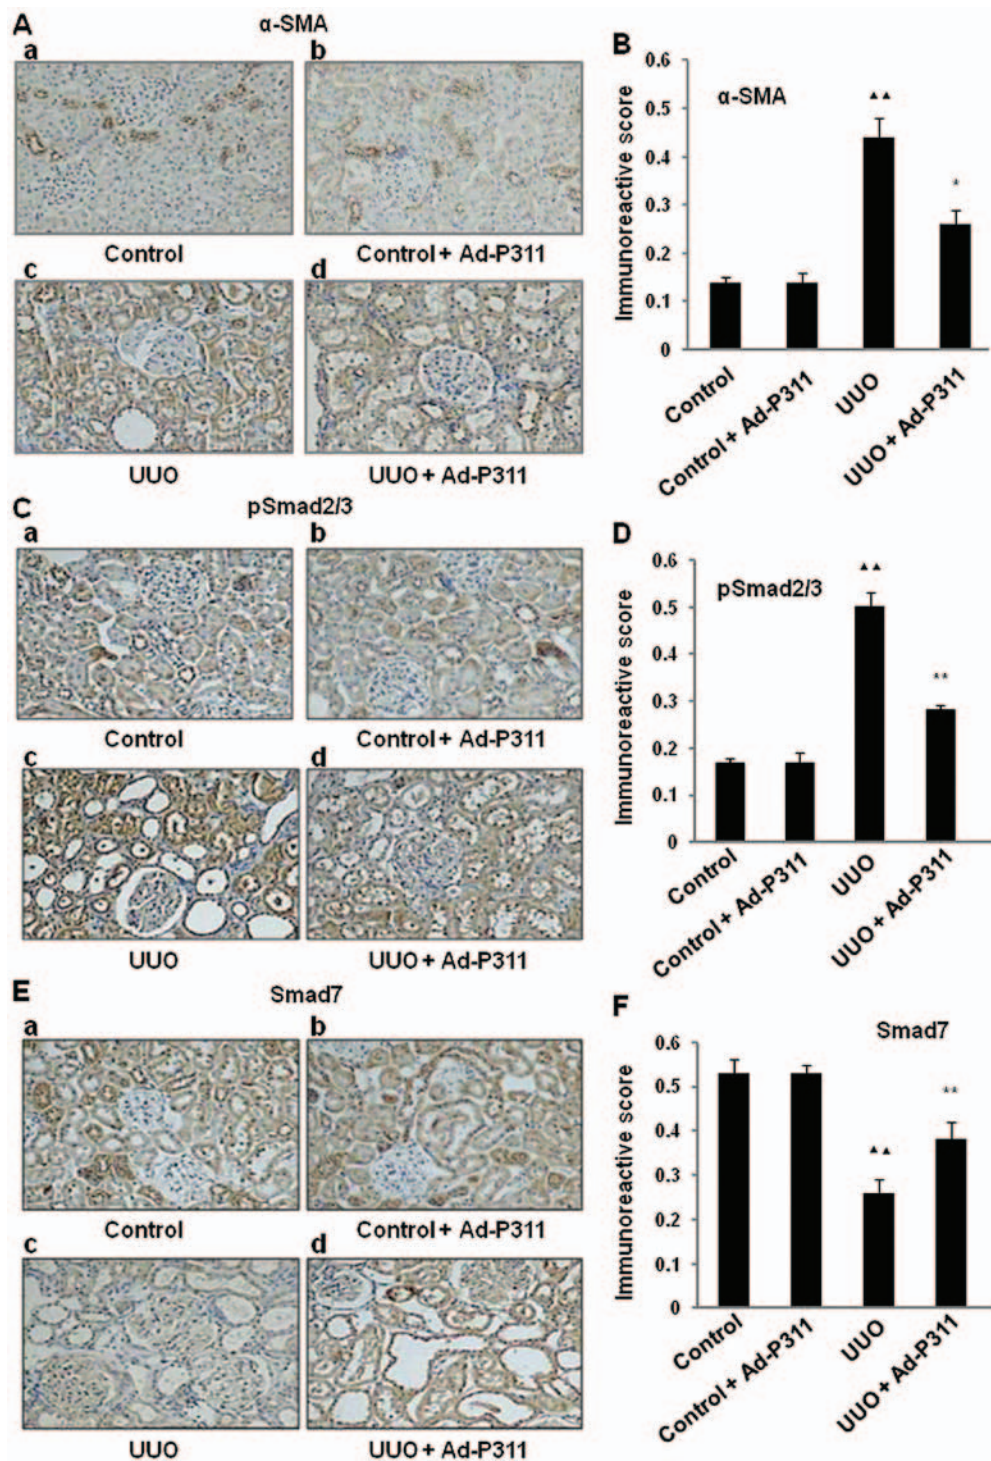 A
α-SMA
a
b
Control
Control + Ad-P311
c
d
UUO
UUO + Ad-P311
B
0.6
0.5
0.4
0.3
0.2
0.1
0
Immunoreactive score
α-SMA
▲▲
*
Control
Control + Ad-P311
UUO
UUO + Ad-P311
C
pSmad2/3
a
b
Control
Control + Ad-P311
c
d
UUO
UUO + Ad-P311
D
0.6
0.5
0.4
0.3
0.2
0.1
0
Immunoreactive score
pSmad2/3
▲▲
**
Control
Control + Ad-P311
UUO
UUO + Ad-P311
E
Smad7
a
b
Control
Control + Ad-P311
c
d
UUO
UUO + Ad-P311
F
Smad7
0.6
0.5
0.4
0.3
0.2
0.1
0
Immunoreactive score
▲▲
**
Control
Control + Ad-P311
UUO
UUO + Ad-P311